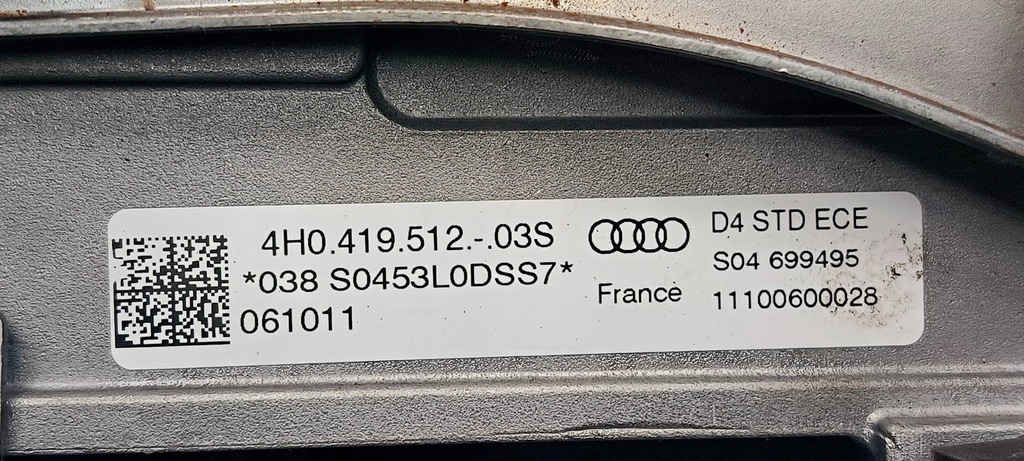 4H0.419.512.-.03S
*038 S0453L0DSS7*
061011
France
D4 STD ECE
S04 699495
11100600028